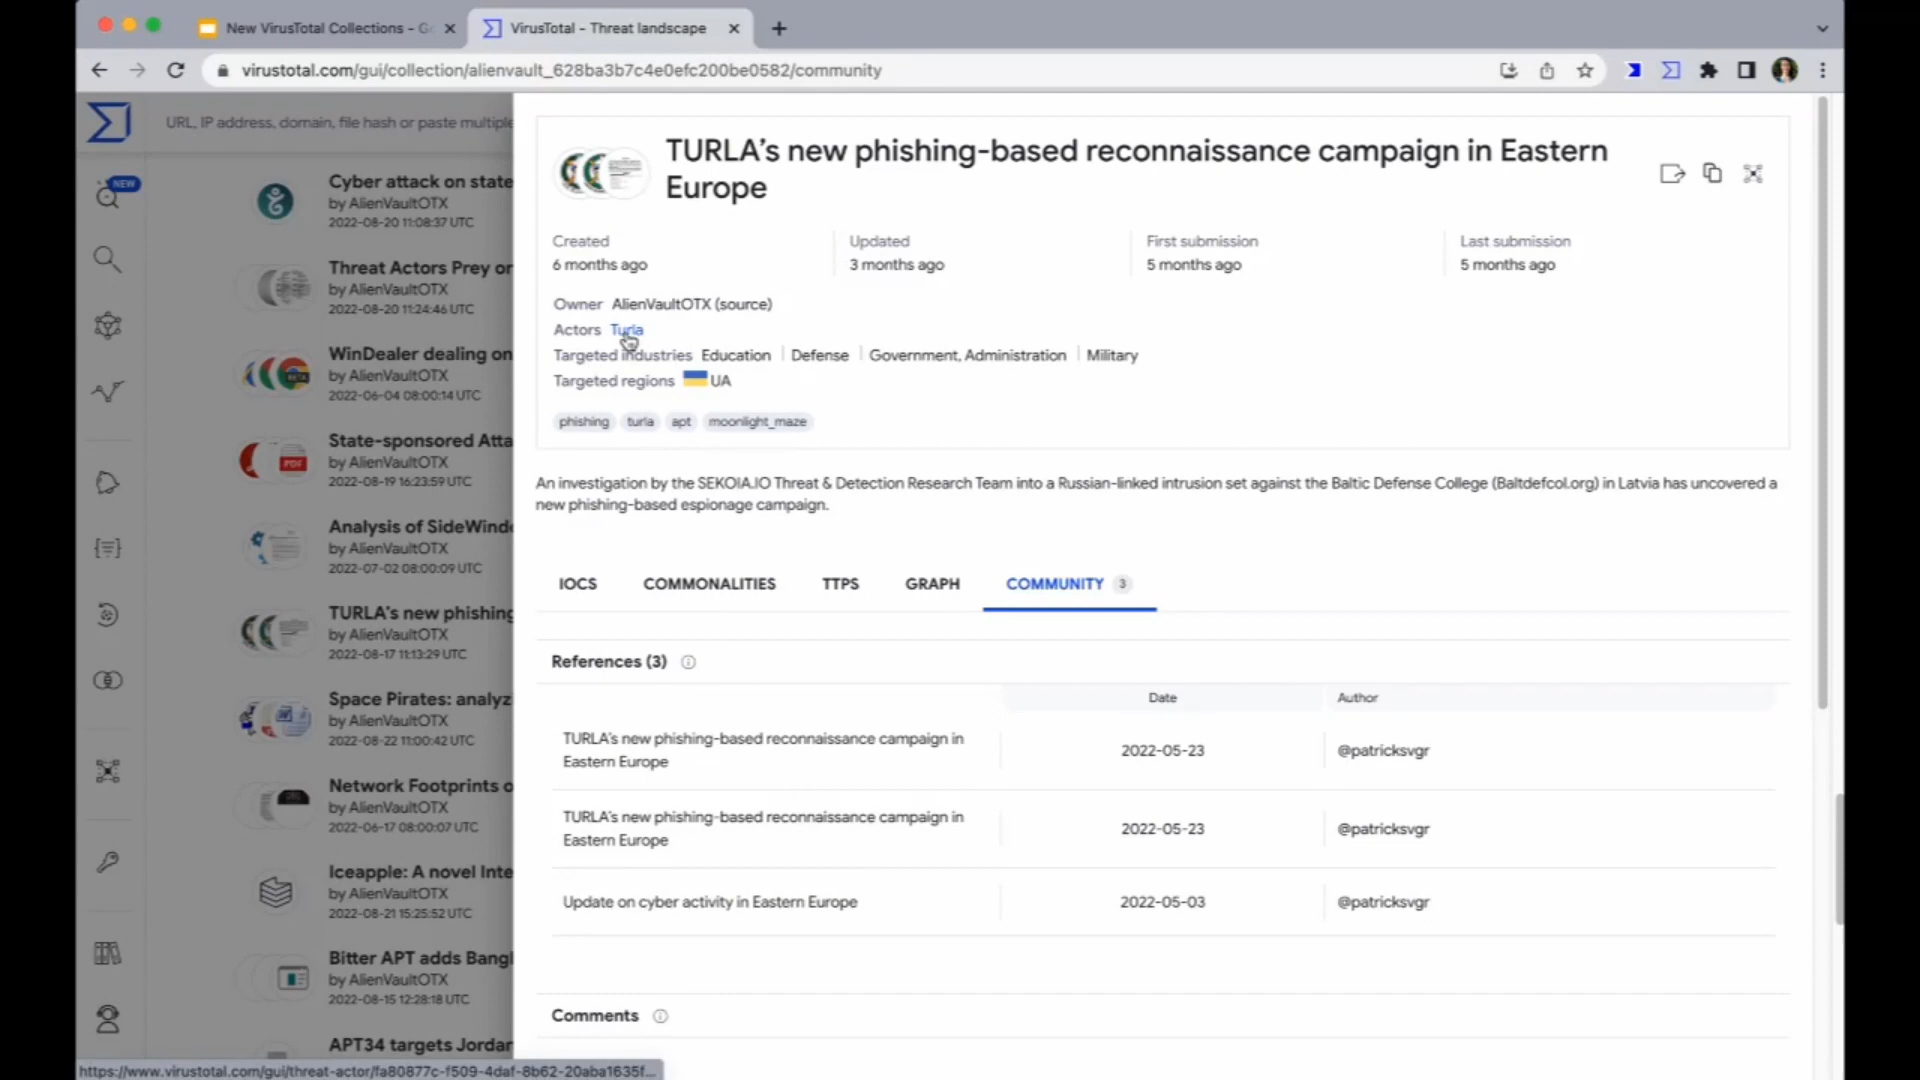 New VirusTotal Collections - G
VirusTotal - Threat landscape
virustotal.com/gui/collection/alienvault_628ba3b7c4e0efc200be0582/community
URL, IP address, domain, file hash or paste multiple
NEW
Cyber attack on state
by AlienVaultOTX
2022-08-20 11:08:37 UTC
Threat Actors Prey or
by AlienVaultOTX
2022-08-20 11:24:46 UTC
WinDealer dealing on
by AlienVaultOTX
2022-06-04 08:00:14 UTC
BETA
State-sponsored Atta
by AlienVaultOTX
2022-08-19 16:23:59 UTC
PDF
Analysis of SideWind
by AlienVaultOTX
2022-07-02 08:00:09 UTC
TURLA's new phishing
by AlienVaultOTX
2022-08-17 11:13:29 UTC
Space Pirates: analyz
by AlienVaultOTX
2022-08-22 11:00:42 UTC
Network Footprints o
by AlienVaultOTX
2022-06-17 08:00:07 UTC
Iceapple: A novel Inte
by AlienVaultOTX
2022-08-21 15:25:52 UTC
Bitter APT adds Bangl
by AlienVaultOTX
2022-08-15 12:28:18 UTC
APT34 targets Jordar
TURLA's new phishing-based reconnaissance campaign in Eastern
Europe
Created
6 months ago
Updated
3 months ago
First submission
5 months ago
Last submission
5 months ago
Owner AlienVaultOTX (source)
Actors Turla
Targeted industries Education Defense Government, Administration Military
Targeted regions UA
phishing turla apt moonlight_maze
An investigation by the SEKOIA.IO Threat & Detection Research Team into a Russian-linked intrusion set against the Baltic Defense College (Baltdefcol.org) in Latvia has uncovered a
new phishing-based espionage campaign.
IOCS COMMONALITIES TTPS GRAPH COMMUNITY 3
References (3)
Date Author
TURLA's new phishing-based reconnaissance campaign in
Eastern Europe
2022-05-23
@patricksvgr
TURLA's new phishing-based reconnaissance campaign in
Eastern Europe
2022-05-23
@patricksvgr
Update on cyber activity in Eastern Europe
2022-05-03
@patricksvgr
Comments
https://www.virustotal.com/gui/threat-actor/fa80877c-f509-4daf-8b62-20aba1635f...